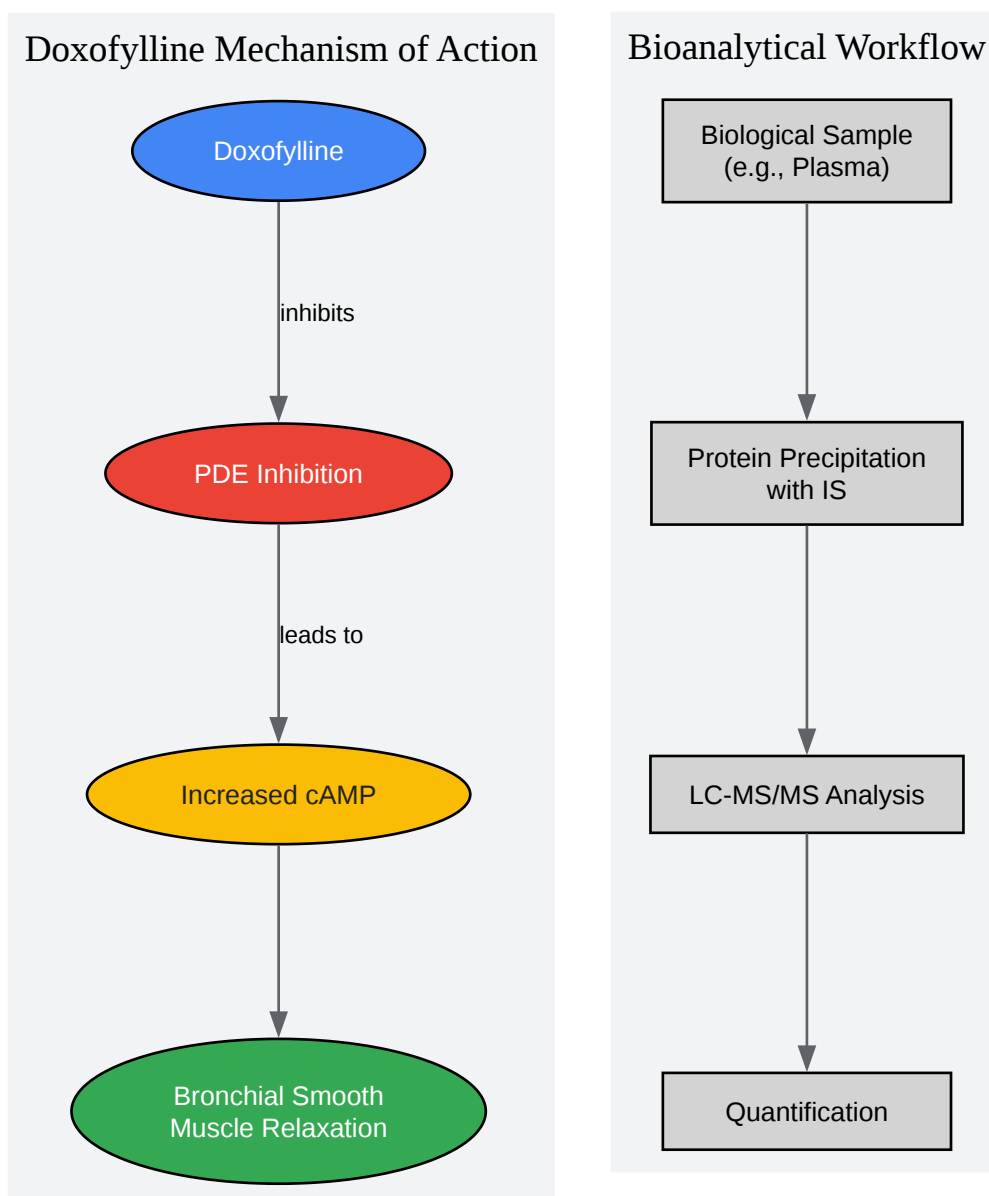 Doxofylline Mechanism of Action
Doxofylline
inhibits
PDE Inhibition
leads to
Increased cAMP
Bronchial Smooth
Muscle Relaxation
Bioanalytical Workflow
Biological Sample
(e.g., Plasma)
Protein Precipitation
with IS
LC-MS/MS Analysis
Quantification